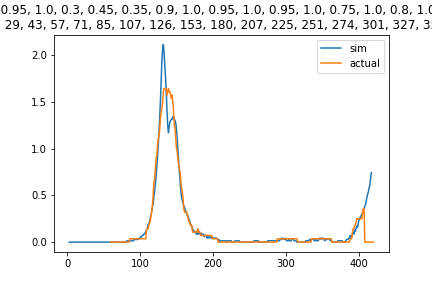 0.95, 1.0, 0.3, 0.45, 0.35, 0.9, 1.0, 0.95, 1.0, 0.95, 1.0, 0.75, 1.0, 0.8, 1.0
29, 43, 57, 71, 85, 107, 126, 153, 180, 207, 225, 251, 274, 301, 327,
sim
actual
2.0
1.5
1.0
0.5
0.0
0
100
200
300
400